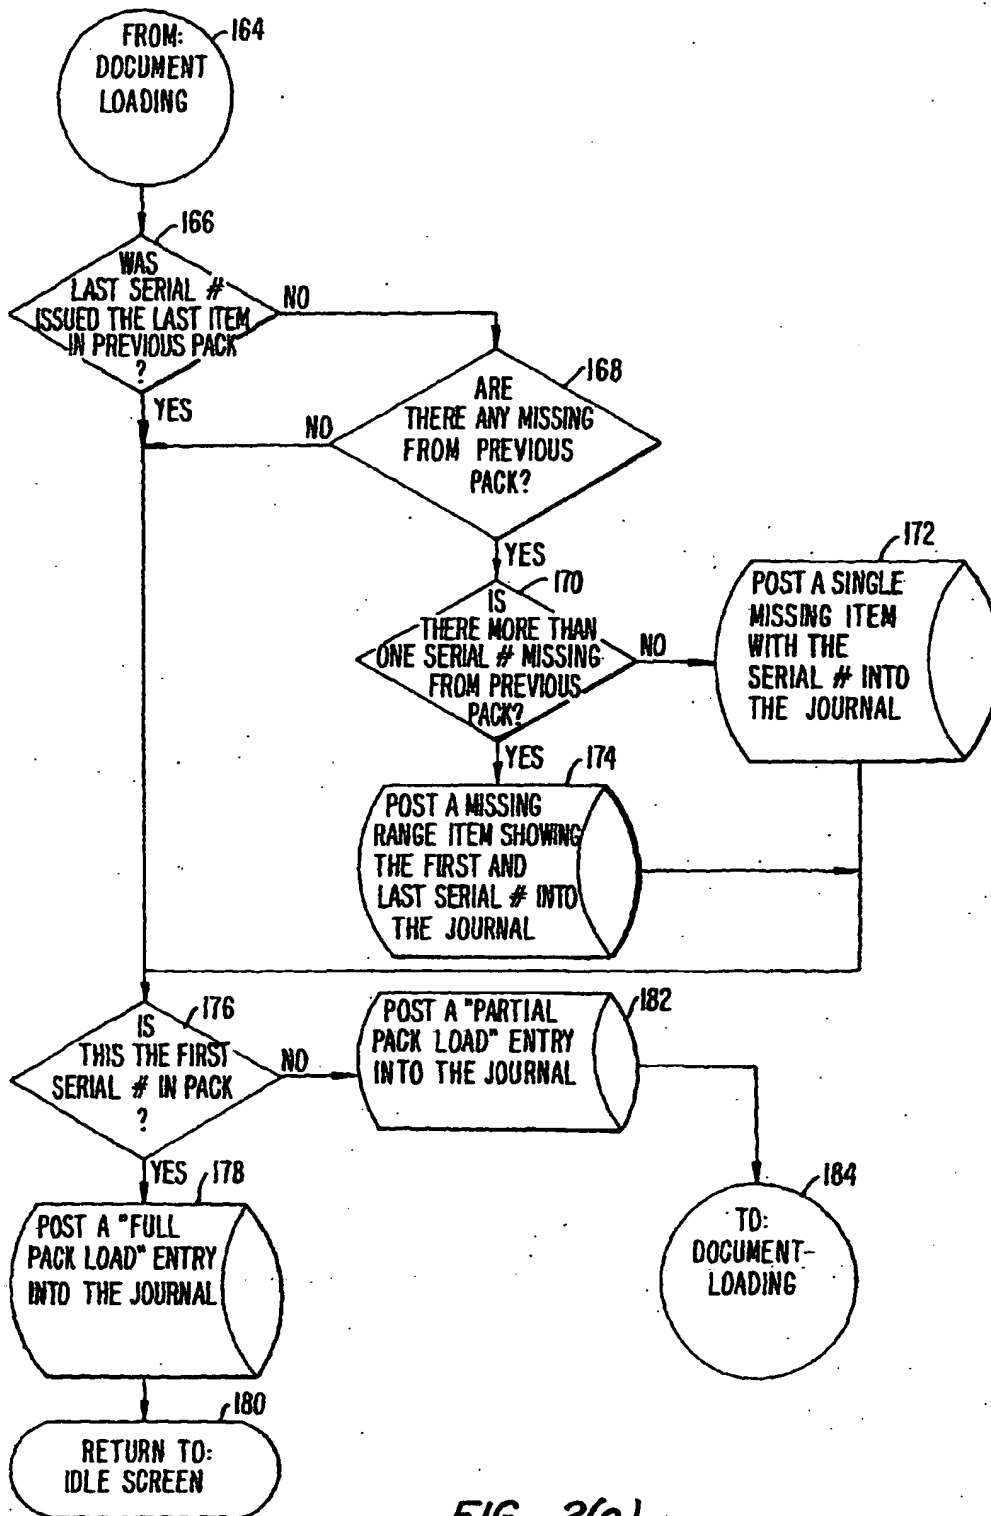 FROM:
DOCUMENT
LOADING
164
166
WAS
LAST SERIAL #
ISSUED THE LAST ITEM
IN PREVIOUS PACK
?
NO
YES
168
ARE
THERE ANY MISSING
FROM PREVIOUS
PACK?
NO
YES
170
IS
THERE MORE THAN
ONE SERIAL # MISSING
FROM PREVIOUS
PACK?
NO
YES
172
POST A SINGLE
MISSING ITEM
WITH THE
SERIAL # INTO
THE JOURNAL
174
POST A MISSING
RANGE ITEM SHOWING
THE FIRST AND
LAST SERIAL # INTO
THE JOURNAL
176
IS
THIS THE FIRST
SERIAL # IN PACK
?
NO
YES
182
POST A "PARTIAL
PACK LOAD" ENTRY
INTO THE JOURNAL
178
POST A "FULL
PACK LOAD" ENTRY
INTO THE JOURNAL
184
TO:
DOCUMENT-
LOADING
180
RETURN TO:
IDLE SCREEN